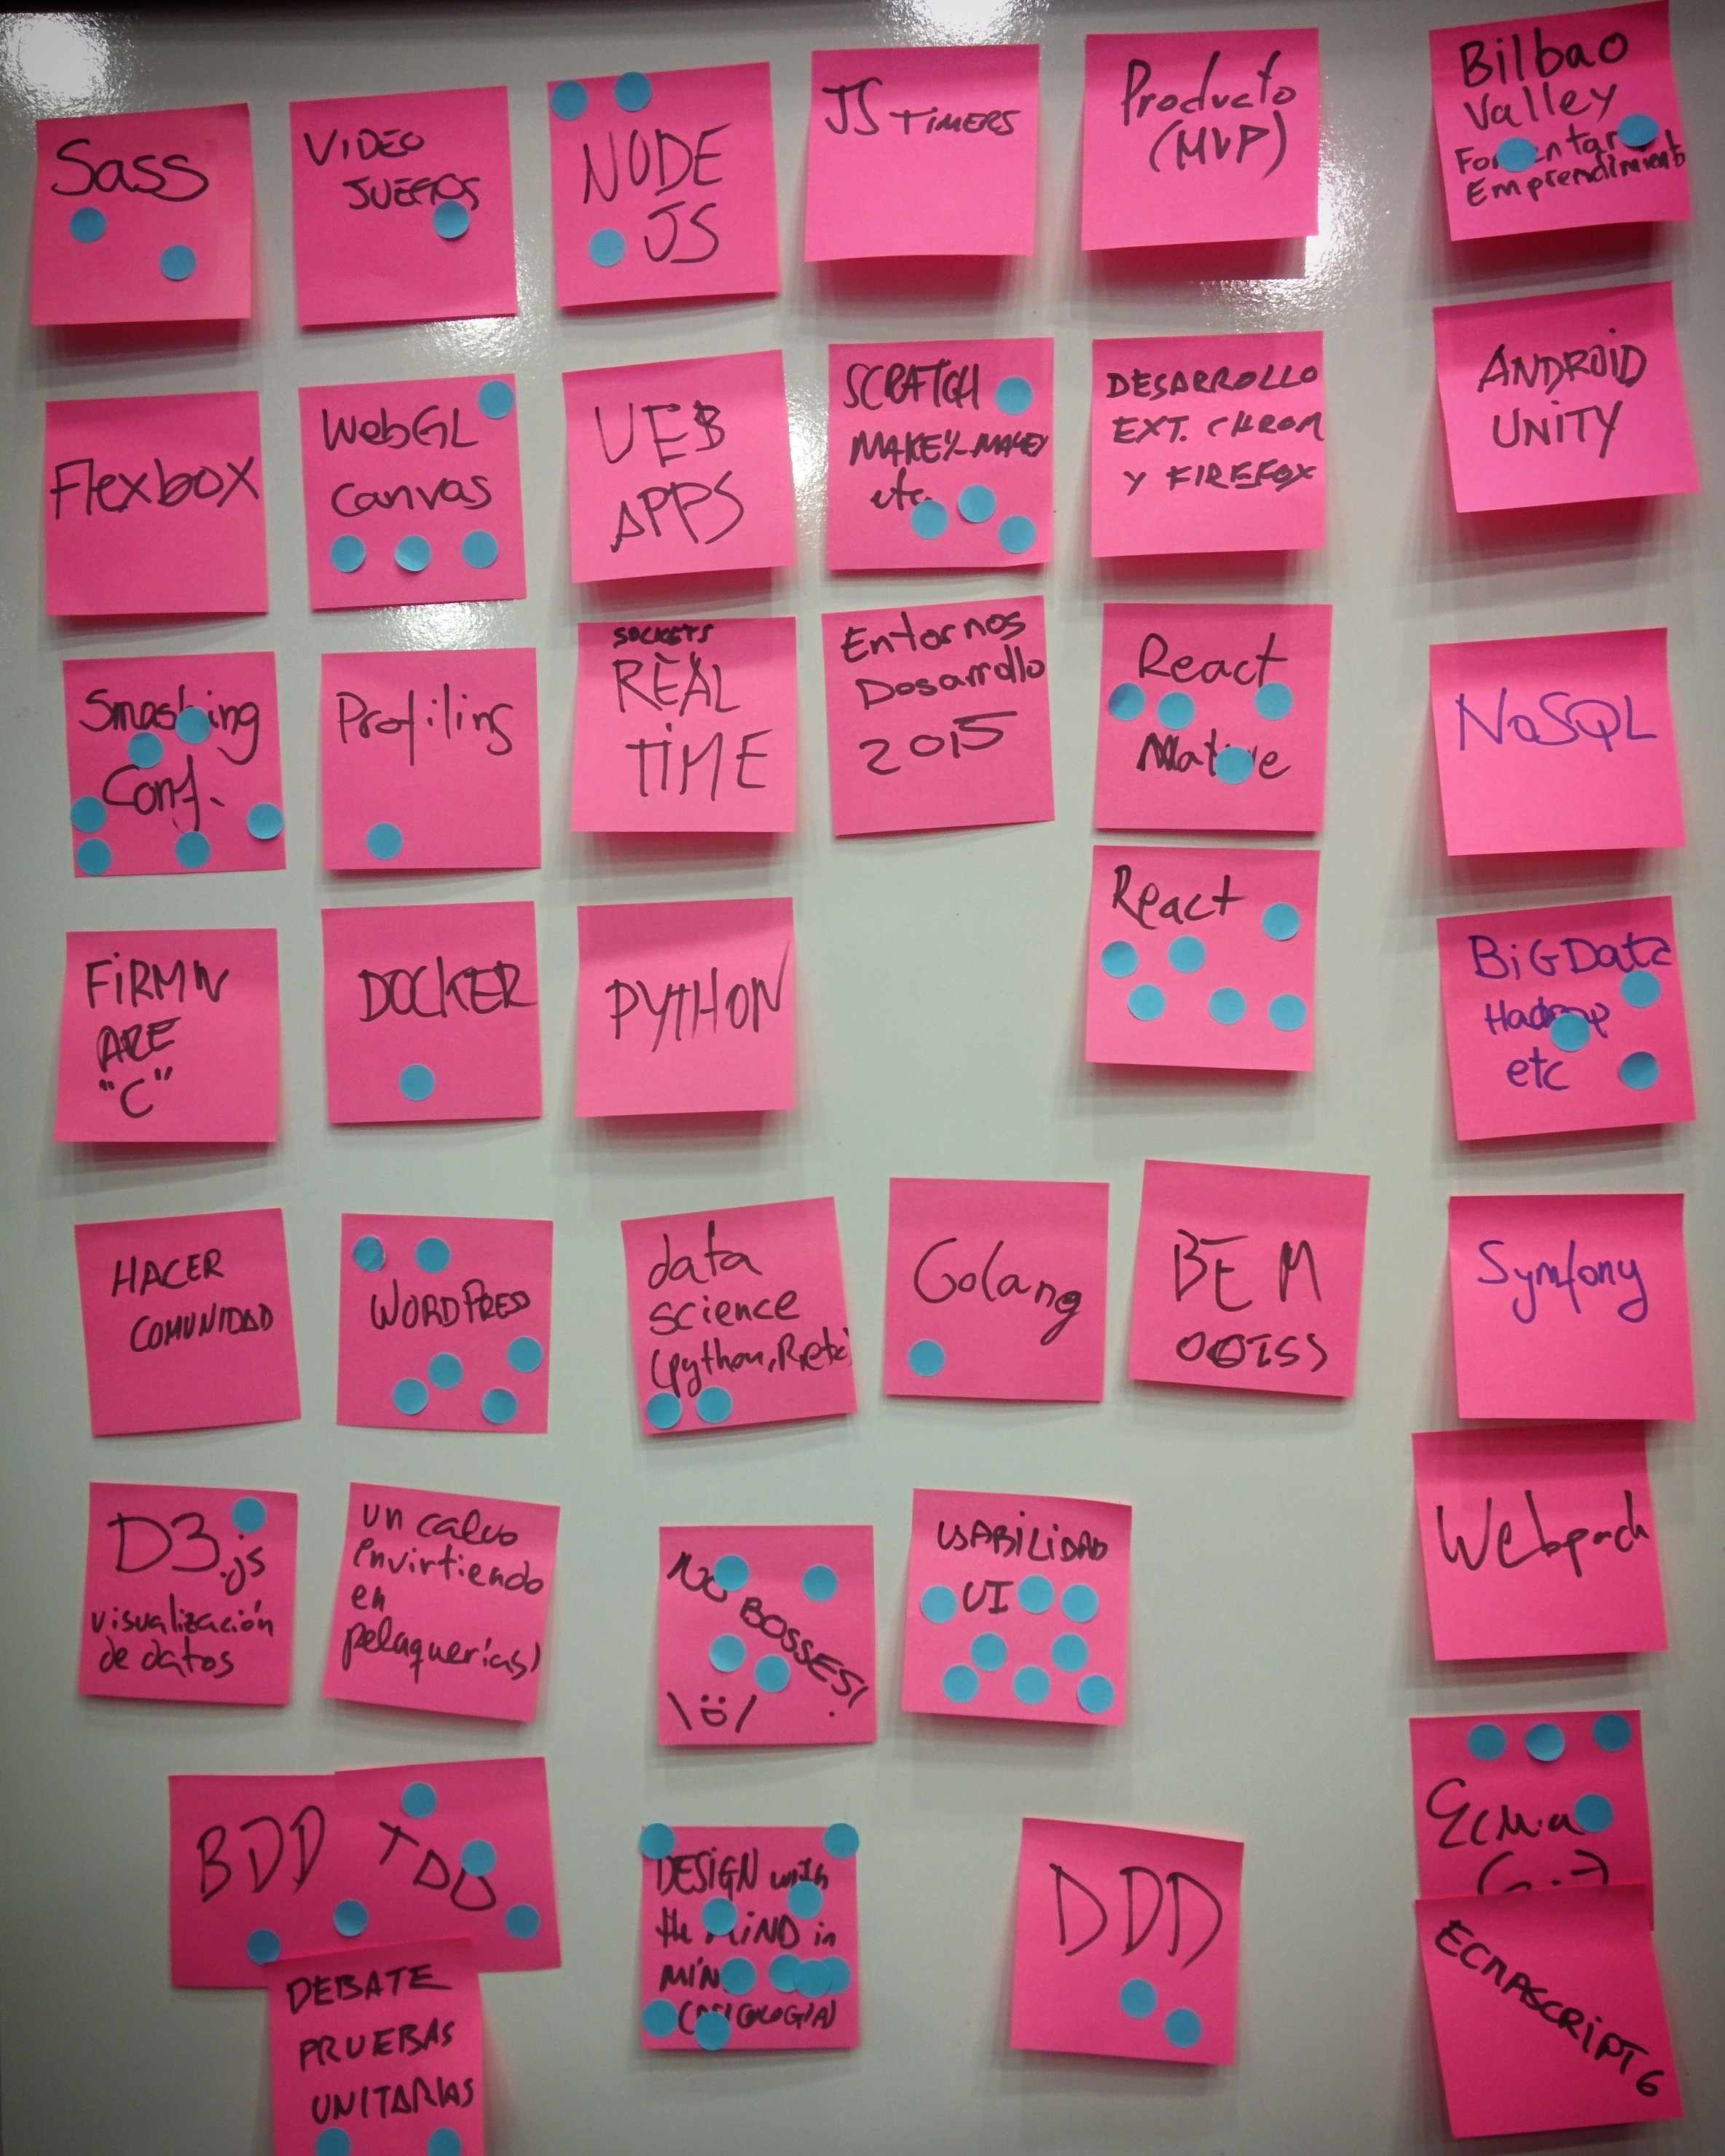 Sass
VIDEO
JUEGOS
NODE
JS
JS TIMERS
Producto
(MVP)
Bilbao
Valley
Fomentar
Emprendimiento
Flexbox
WebGL
Canvas
WEB
APPS
SCRATCH
MAKEY-MAKEY
etc.
DESARROLLO
EXT. CHROM
Y FIREFOX
ANDROID
UNITY
Smashing
Conf.
Profiling
SOCKETS
REAL
TIME
Entornos
Desarrollo
2015
React
Native
NoSQL
FIRMW
ARE
"C"
DOCKER
PYTHON
React
BiGData
Hadoop
etc
HACER
COMUNIDAD
WORDPRESS
data
science
(python, R, etc)
Golang
BEM
Symfony
D3.js
visualización
de datos
un calvo
invirtiendo
en
pelaquerías)
NO BOSSES!
\ /
USABILIDAD
UI
Webpack
BDD
TDD
DEBATE
PRUEBAS
UNITARIAS
DESIGN with
the MIND in
MIND
(PSICOLOGIA)
DDD
Ecma
ECMASCRIPT 6